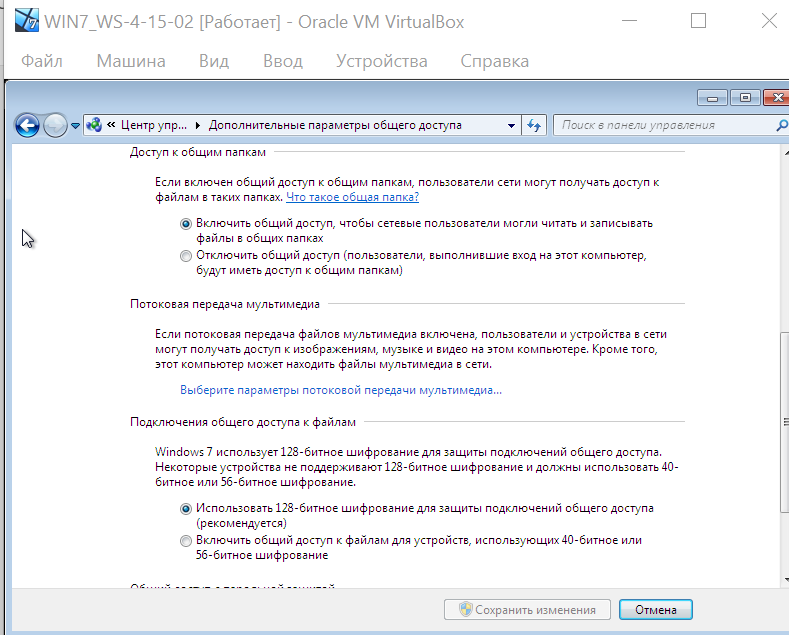 WIN7_WS-4-15-02 [Работает] - Oracle VM VirtualBox
Файл Машина Вид Ввод Устройства Справка
« Центр упр... Дополнительные параметры общего доступа
Поиск в панели управления
Доступ к общим папкам
Если включен общий доступ к общим папкам, пользователи сети могут получать доступ к
файлам в таких папках. Что такое общая папка?
Включить общий доступ, чтобы сетевые пользователи могли читать и записывать
файлы в общих папках
Отключить общий доступ (пользователи, выполнившие вход на этот компьютер,
будут иметь доступ к общим папкам)
Потоковая передача мультимедиа
Если потоковая передача файлов мультимедиа включена, пользователи и устройства в сети
могут получать доступ к изображениям, музыке и видео на этом компьютере. Кроме того,
этот компьютер может находить файлы мультимедиа в сети.
Выберите параметры потоковой передачи мультимедиа...
Подключения общего доступа к файлам
Windows 7 использует 128-битное шифрование для защиты подключений общего доступа.
Некоторые устройства не поддерживают 128-битное шифрование и должны использовать 40-
битное или 56-битное шифрование.
Использовать 128-битное шифрование для защиты подключений общего доступа
(рекомендуется)
Включить общий доступ к файлам для устройств, использующих 40-битное или
56-битное шифрование
Общий доступ с парольной защитой
Сохранить изменения Отмена